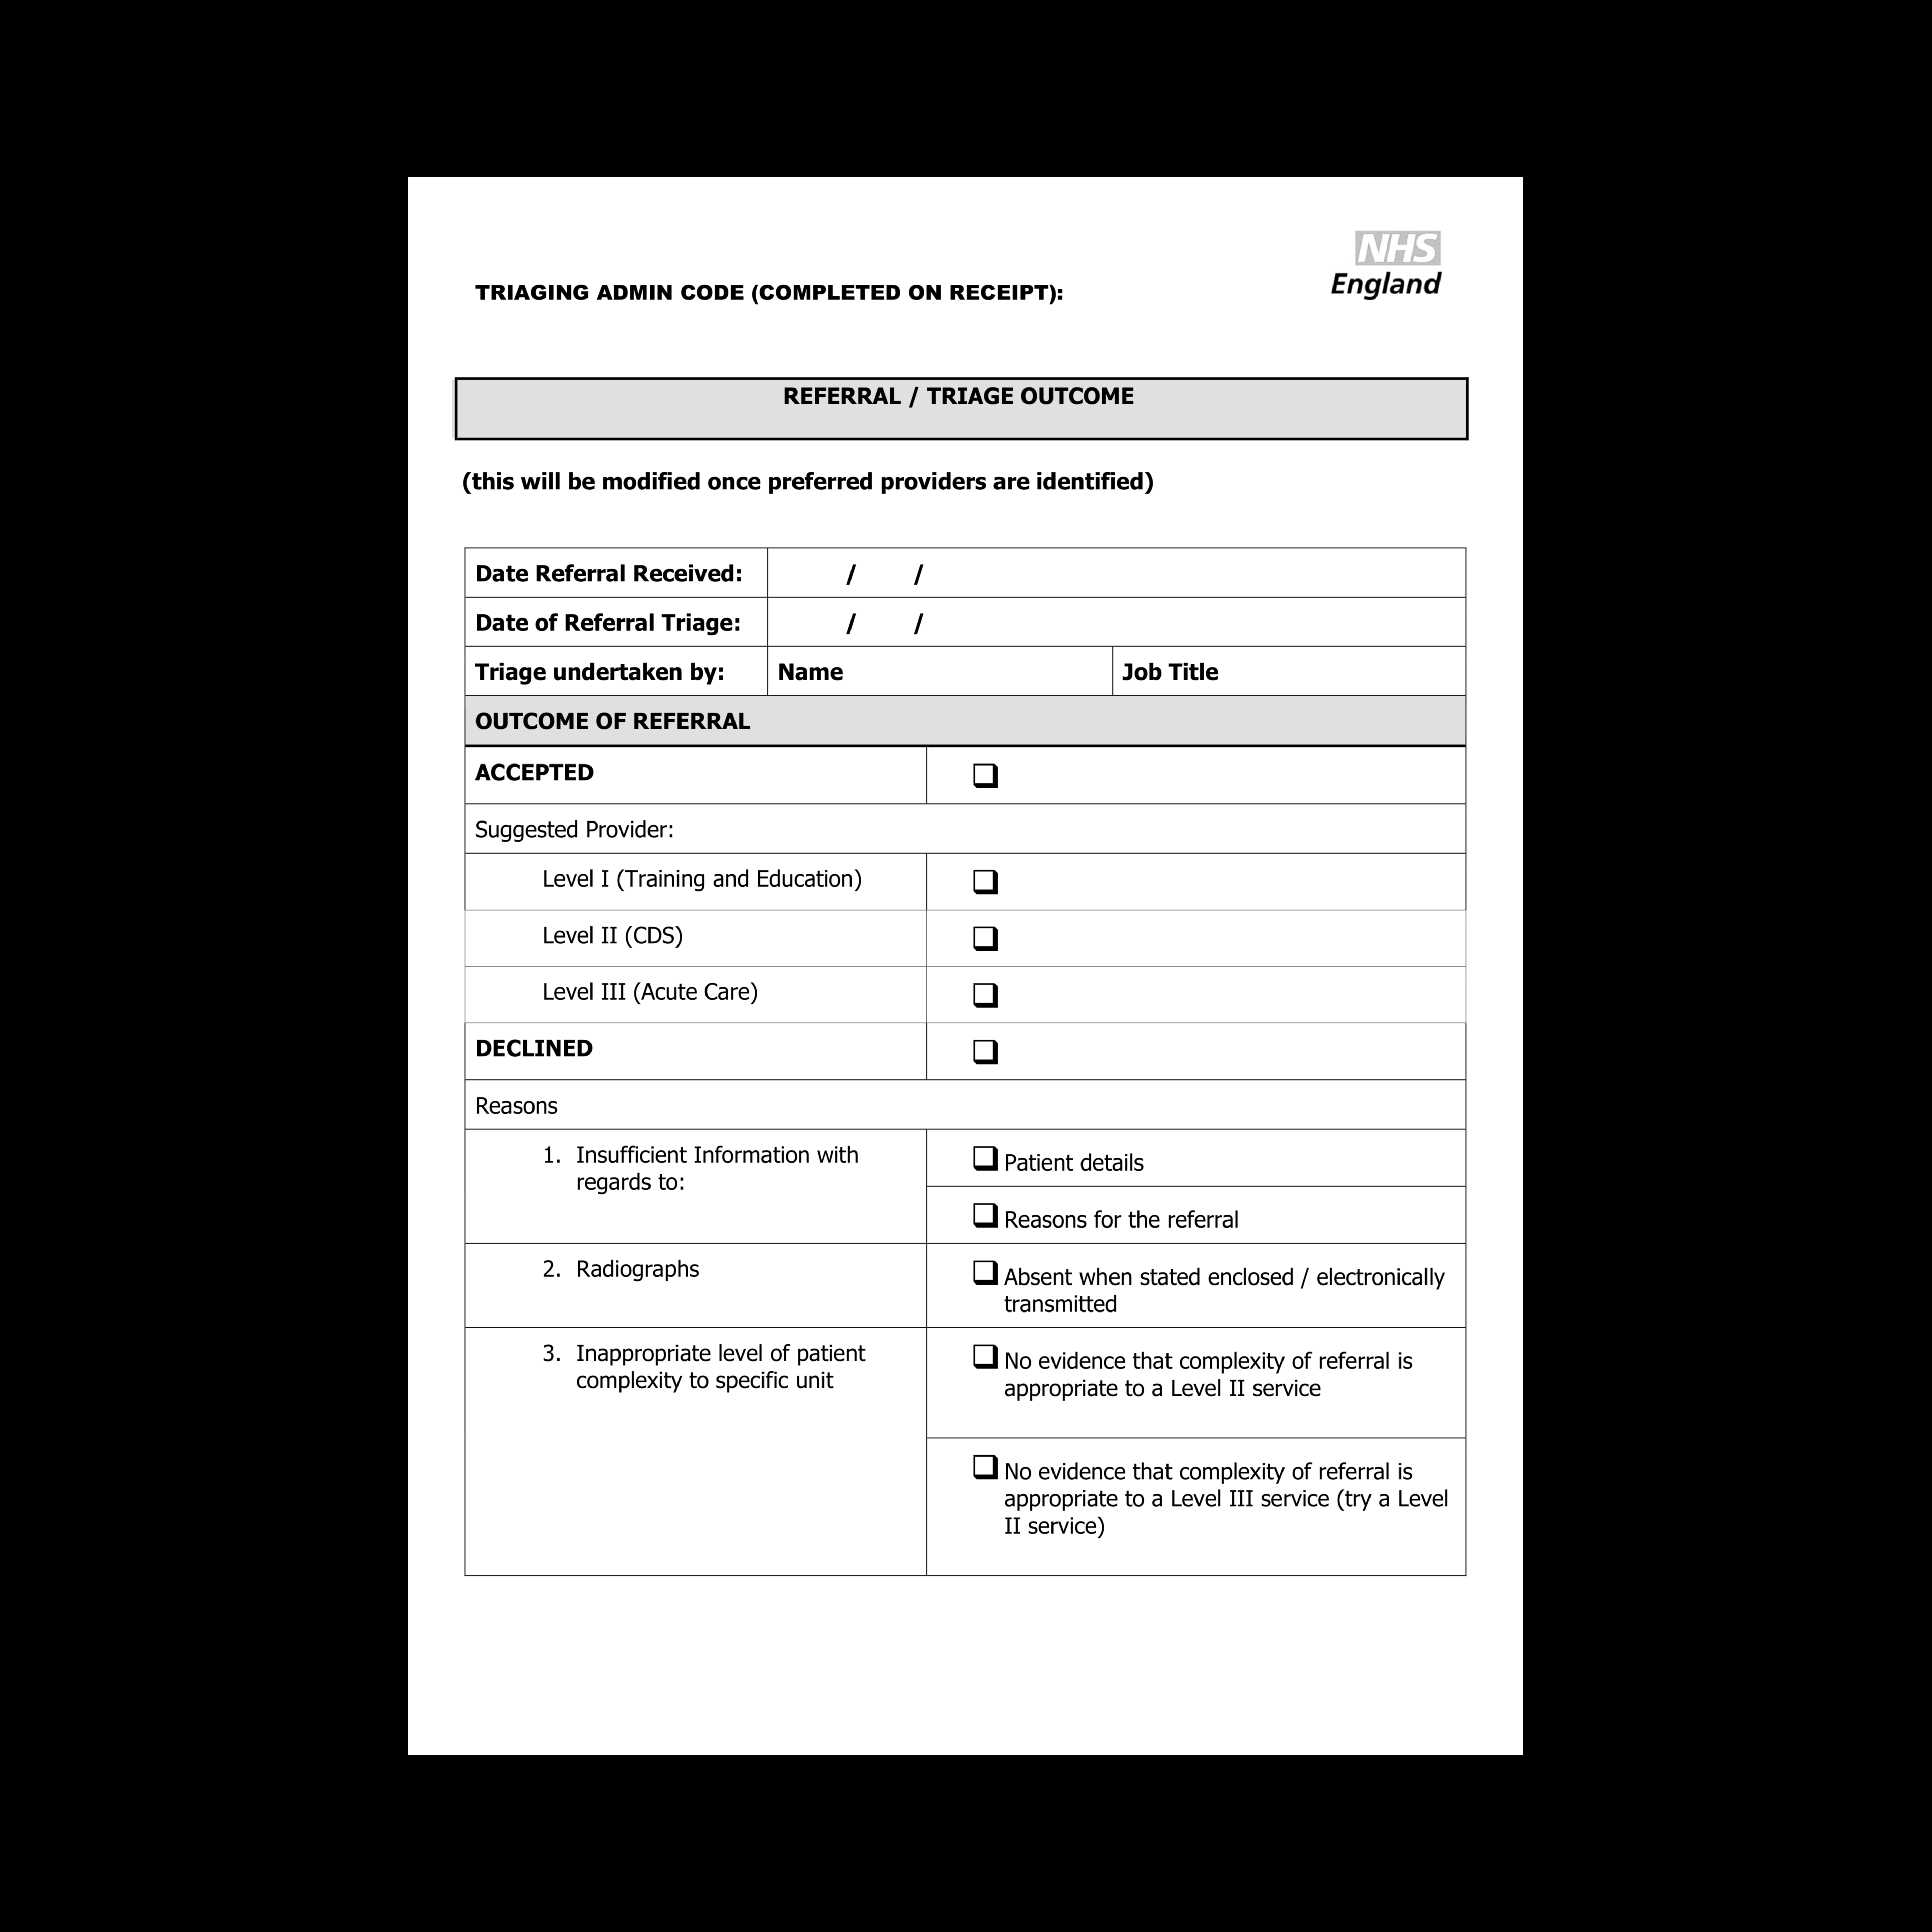 NHS
England
TRIAGING ADMIN CODE (COMPLETED ON RECEIPT):
REFERRAL / TRIAGE OUTCOME
(this will be modified once preferred providers are identified)
Date Referral Received: / /
Date of Referral Triage: / /
Triage undertaken by: Name Job Title
OUTCOME OF REFERRAL
ACCEPTED ❑
Suggested Provider:
Level I (Training and Education) ❑
Level II (CDS) ❑
Level III (Acute Care) ❑
DECLINED ❑
Reasons
1. Insufficient Information with
regards to:
❑ Patient details
❑ Reasons for the referral
2. Radiographs
❑ Absent when stated enclosed / electronically
transmitted
3. Inappropriate level of patient
complexity to specific unit
❑ No evidence that complexity of referral is
appropriate to a Level II service
❑ No evidence that complexity of referral is
appropriate to a Level III service (try a Level
II service)